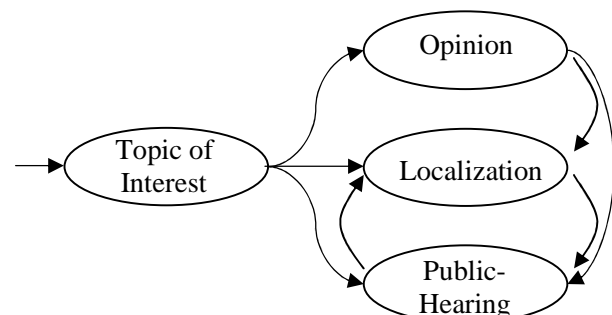 Opinion
Topic of
Interest
Localization
Public-
Hearing